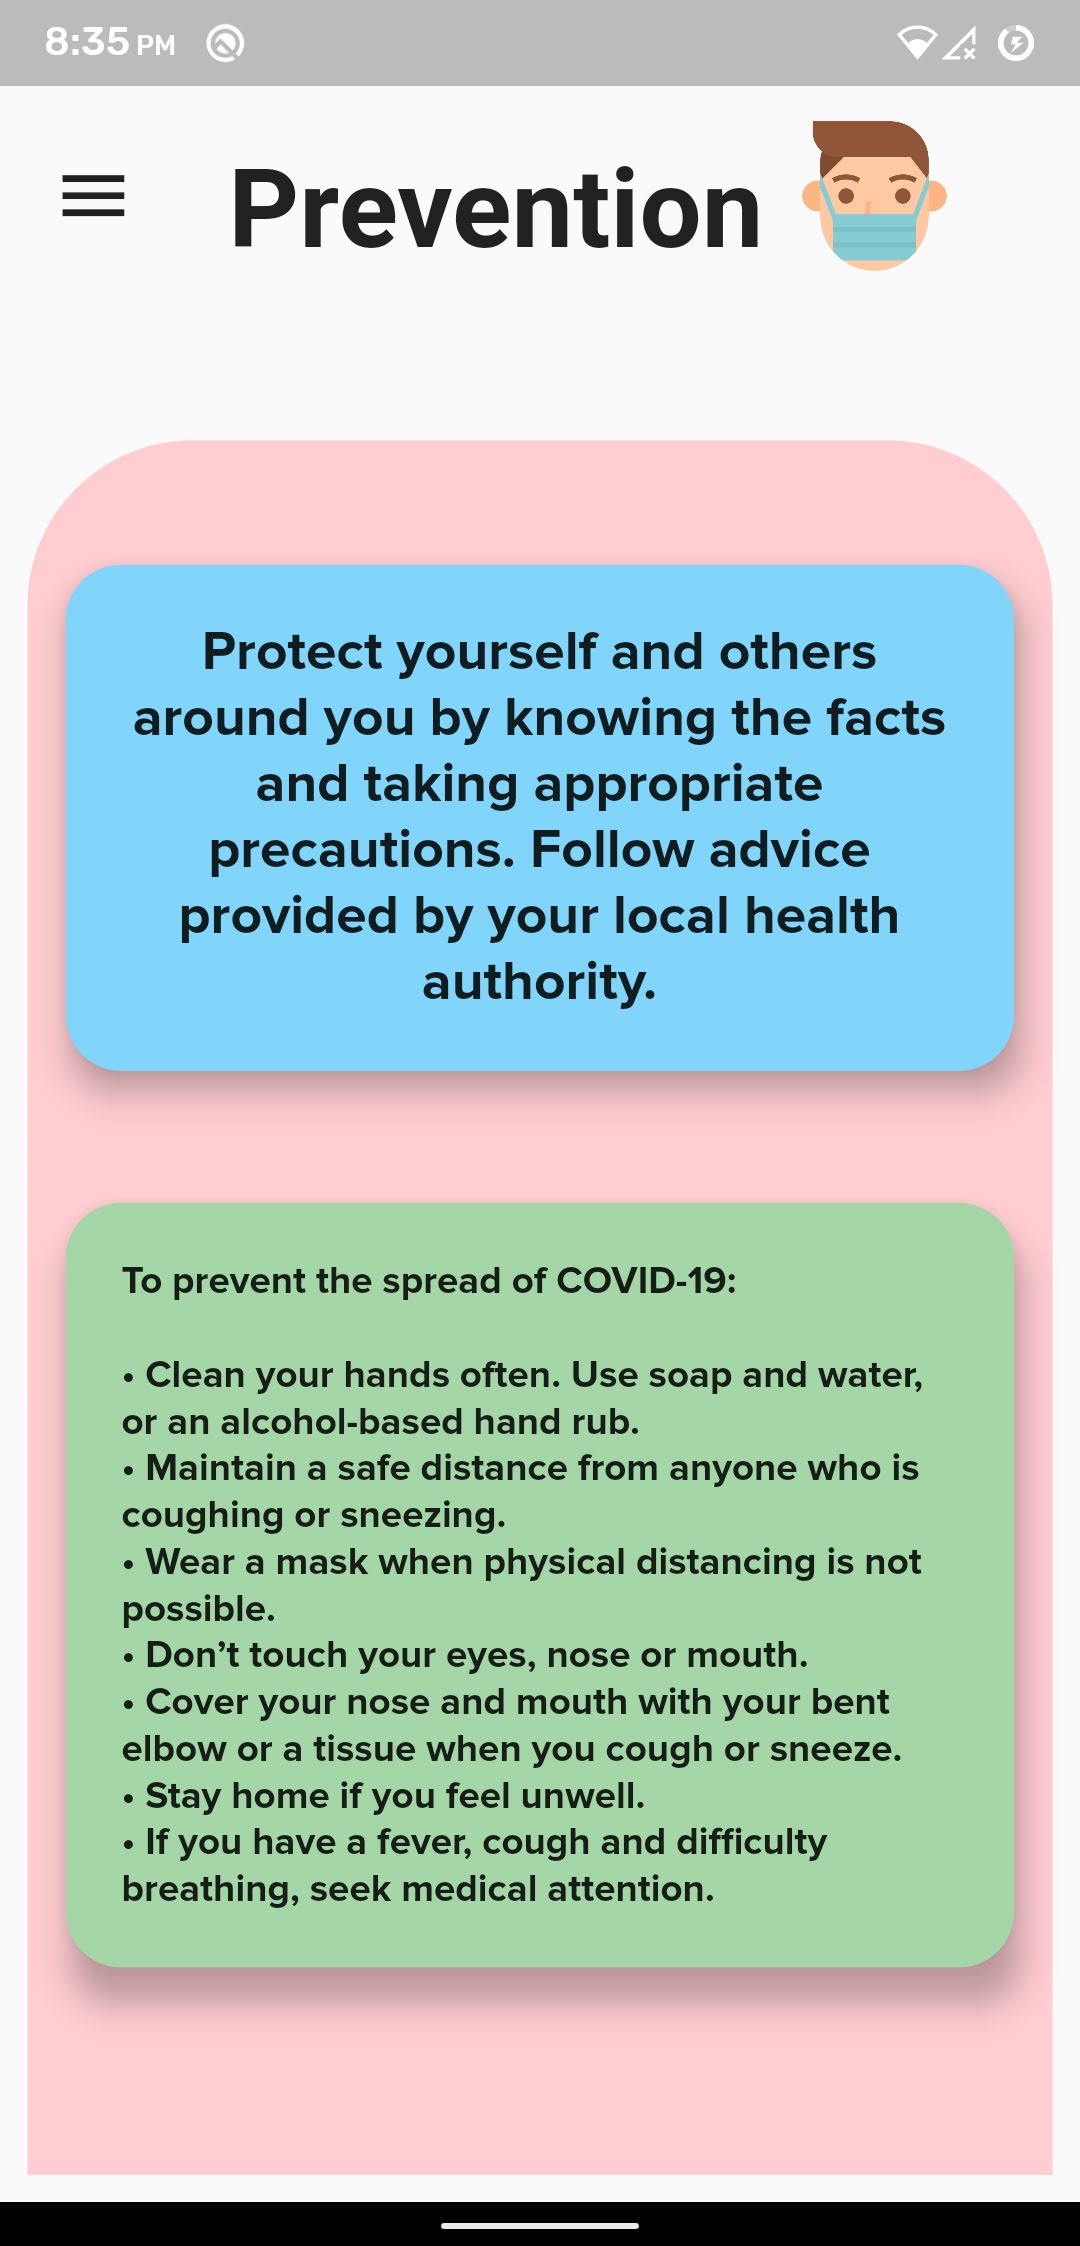 8:35 PM
Prevention
Protect yourself and others
around you by knowing the facts
and taking appropriate
precautions. Follow advice
provided by your local health
authority.
To prevent the spread of COVID-19:
• Clean your hands often. Use soap and water,
or an alcohol-based hand rub.
• Maintain a safe distance from anyone who is
coughing or sneezing.
• Wear a mask when physical distancing is not
possible.
• Don’t touch your eyes, nose or mouth.
• Cover your nose and mouth with your bent
elbow or a tissue when you cough or sneeze.
• Stay home if you feel unwell.
• If you have a fever, cough and difficulty
breathing, seek medical attention.